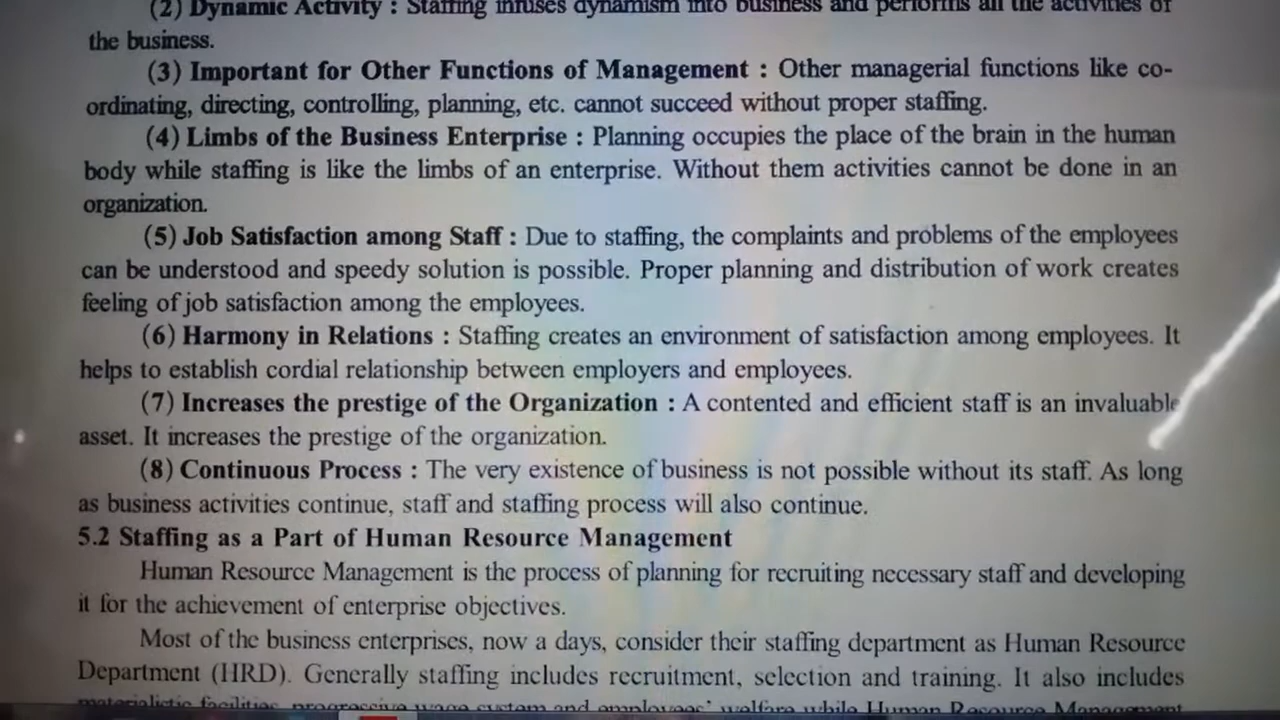 (2) Dynamic Activity : Staffing infuses dynamism into business and performs all the activities of
the business.
(3) Important for Other Functions of Management : Other managerial functions like co-
ordinating, directing, controlling, planning, etc. cannot succeed without proper staffing.
(4) Limbs of the Business Enterprise : Planning occupies the place of the brain in the human
body while staffing is like the limbs of an enterprise. Without them activities cannot be done in an
organization.
(5) Job Satisfaction among Staff : Due to staffing, the complaints and problems of the employees
can be understood and speedy solution is possible. Proper planning and distribution of work creates
feeling of job satisfaction among the employees.
(6) Harmony in Relations : Staffing creates an environment of satisfaction among employees. It
helps to establish cordial relationship between employers and employees.
(7) Increases the prestige of the Organization : A contented and efficient staff is an invaluable
asset. It increases the prestige of the organization.
(8) Continuous Process : The very existence of business is not possible without its staff. As long
as business activities continue, staff and staffing process will also continue.
5.2 Staffing as a Part of Human Resource Management
Human Resource Management is the process of planning for recruiting necessary staff and developing
it for the achievement of enterprise objectives.
Most of the business enterprises, now a days, consider their staffing department as Human Resource
Department (HRD). Generally staffing includes recruitment, selection and training. It also includes
materialistic facilities, progressive wage system and employees' welfare while Human Resource Management